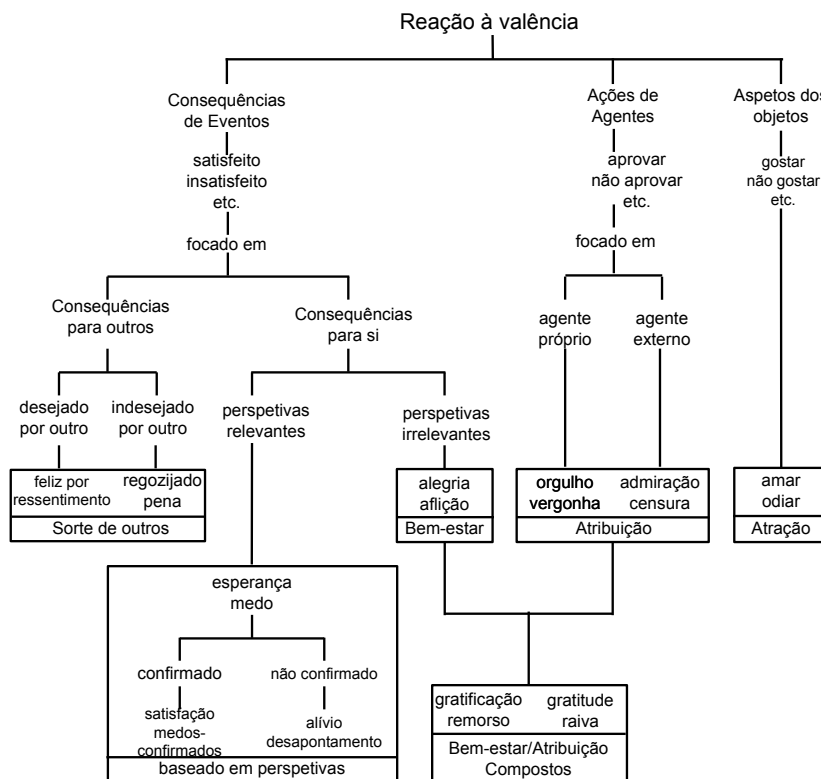 Reação à valência
Consequências
de Eventos
Ações de
Agentes
Aspetos dos
objetos
satisfeito
insatisfeito
etc.
aprovar
não aprovar
etc.
gostar
não gostar
etc.
focado em
focado em
Consequências
para outros
Consequências
para si
agente
próprio
agente
externo
desejado
por outro
indesejado
por outro
perspetivas
relevantes
perspetivas
irrelevantes
feliz por
ressentimento
regozijado
pena
Sorte de outros
alegria
aflição
Bem-estar
orgulho
vergonha
admiração
censura
Atribuição
amar
odiar
Atração
esperança
medo
confirmado
não confirmado
satisfação
medos-
confirmados
alívio
desapontamento
baseado em perspetivas
gratificação
remorso
gratitude
raiva
Bem-estar/Atribuição
Compostos